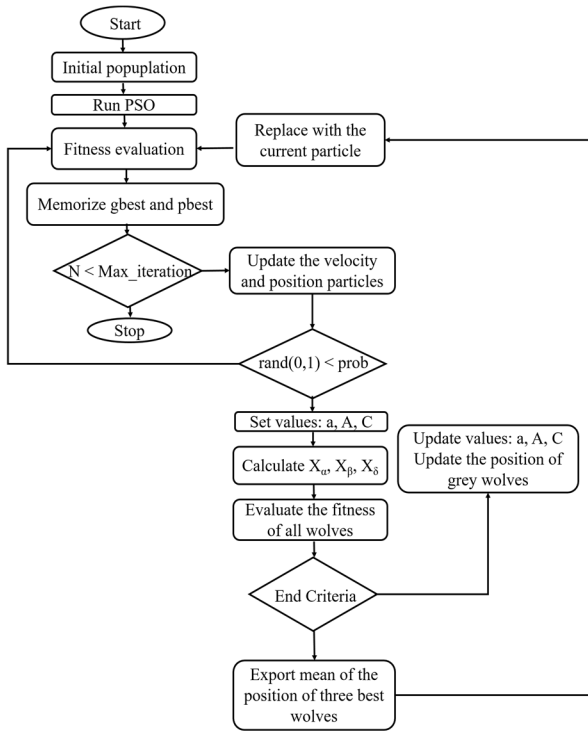 Start
Initial popuplation
Run PSO
Fitness evaluation
Replace with the
current particle
Memorize gbest and pbest
N < Max_iteration
Update the velocity
and position particles
Stop
rand(0,1) < prob
Set values: a, A, C
Calculate Xα, Xβ, Xδ
Update values: a, A, C
Update the position of
grey wolves
Evaluate the fitness
of all wolves
End Criteria
Export mean of the
position of three best
wolves